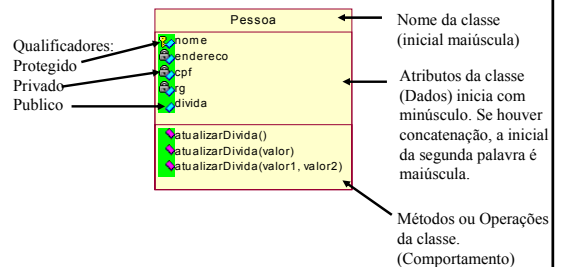 Pessoa
nome
endereco
cpf
rg
divida
atualizarDivida()
atualizarDivida(valor)
atualizarDivida(valor1, valor2)
Qualificadores:
Protegido
Privado
Publico
Nome da classe
(inicial maiúscula)
Atributos da classe
(Dados) inicia com
minúsculo. Se houver
concatenação, a inicial
da segunda palavra é
maiúscula.
Métodos ou Operações
da classe.
(Comportamento)